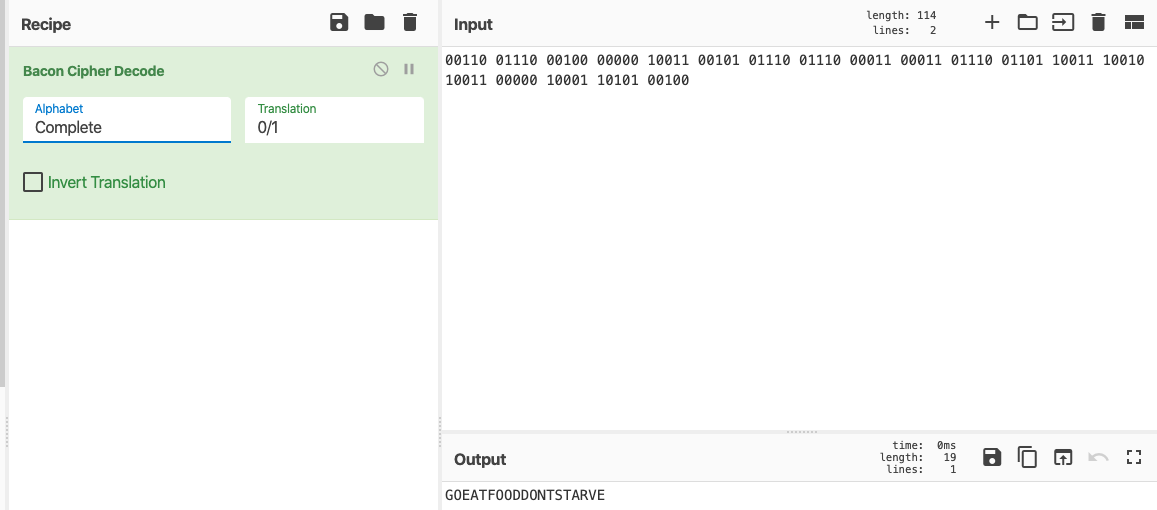 Recipe
Bacon Cipher Decode
Alphabet
Complete
Translation
0/1
Invert Translation
Input
length: 114
lines: 2
00110 01110 00100 00000 10011 00101 01110 01110 00011 00011 01110 01101 10011 10010
10011 00000 10001 10101 00100
Output
time: 0ms
length: 19
lines: 1
GOEATFOODDONTSTARVE